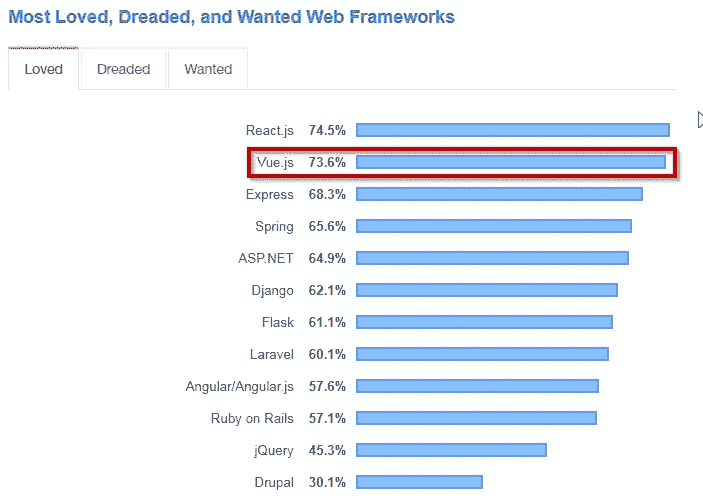 Most Loved, Dreaded, and Wanted Web Frameworks
Loved Dreaded Wanted
React.js 74.5%
Vue.js 73.6%
Express 68.3%
Spring 65.6%
ASP.NET 64.9%
Django 62.1%
Flask 61.1%
Laravel 60.1%
Angular/Angular.js 57.6%
Ruby on Rails 57.1%
jQuery 45.3%
Drupal 30.1%